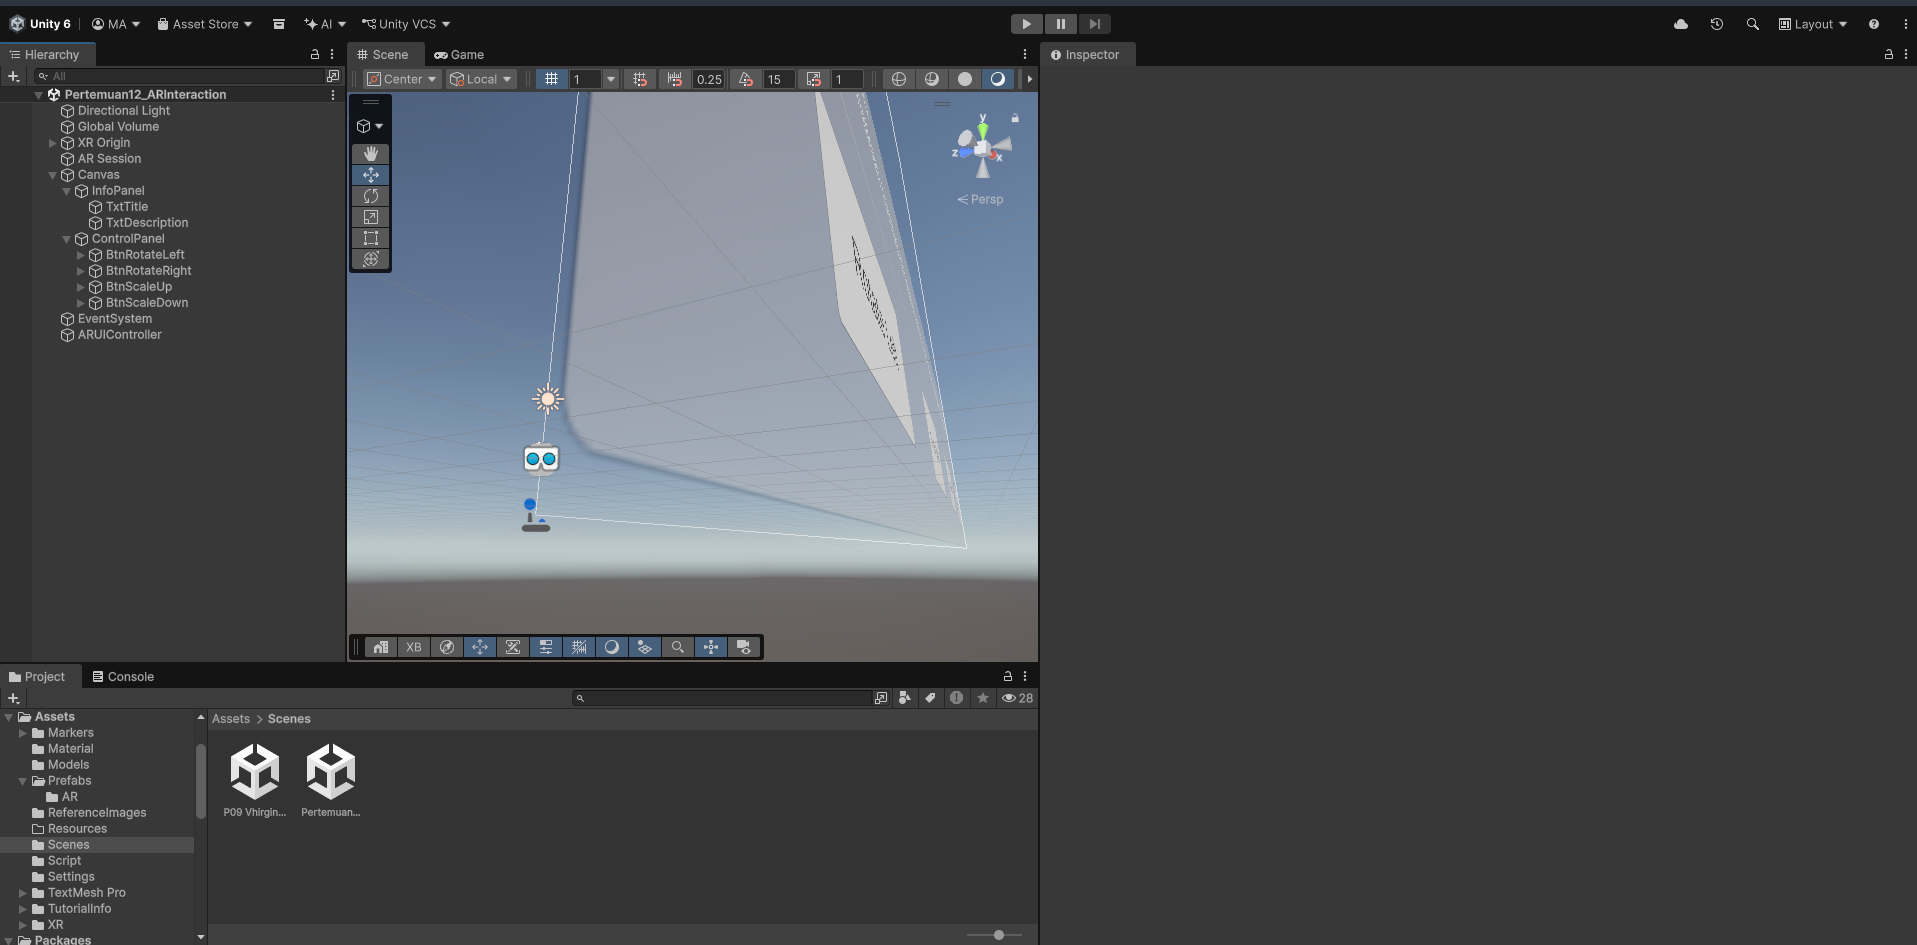 Unity 6 MA Asset Store AI Unity VCS Layout
Hierarchy
All
Pertemuan12_ARInteraction
Directional Light
Global Volume
XR Origin
AR Session
Canvas
InfoPanel
TxtTitle
TxtDescription
ControlPanel
BtnRotateLeft
BtnRotateRight
BtnScaleUp
BtnScaleDown
EventSystem
ARUIController
Scene Game
Center Local 1 0.25 15 1
y
z x
Persp
XB
Inspector
Project Console
28
Assets
Markers
Material
Models
Prefabs
AR
ReferenceImages
Resources
Scenes
Script
Settings
TextMesh Pro
TutorialInfo
XR
Packages
Assets > Scenes
P09 Vhirgin... Pertemuan...